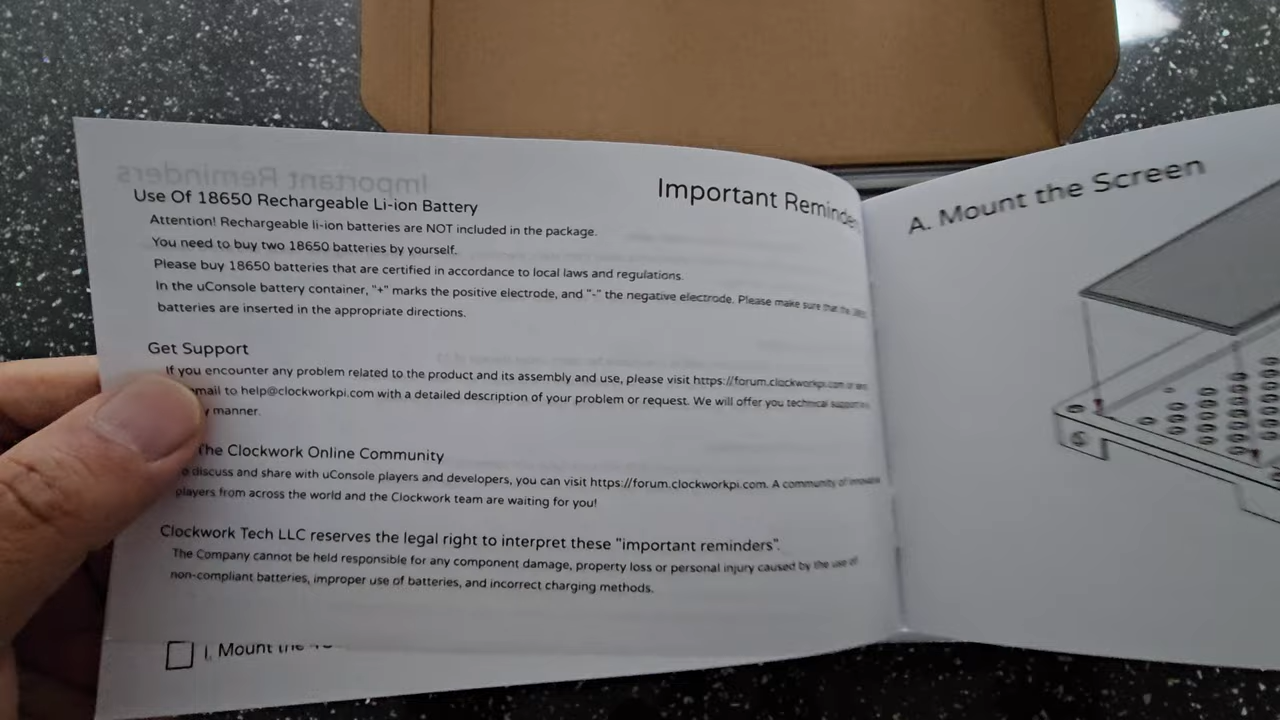 Important Reminders
Use Of 18650 Rechargeable Li-ion Battery
Attention! Rechargeable li-ion batteries are NOT included in the package.
You need to buy two 18650 batteries by yourself.
Please buy 18650 batteries that are certified in accordance to local laws and regulations.
In the uConsole battery container, "+" marks the positive electrode, and "-" the negative electrode. Please make sure that the
batteries are inserted in the appropriate directions.
Get Support
If you encounter any problem related to the product and its assembly and use, please visit https://forum.clockworkpi.com or
email to help@clockworkpi.com with a detailed description of your problem or request. We will offer you technical support
manner.
The Clockwork Online Community
discuss and share with uConsole players and developers, you can visit https://forum.clockworkpi.com. A community of
players from across the world and the Clockwork team are waiting for you!
Clockwork Tech LLC reserves the legal right to interpret these "important reminders".
The Company cannot be held responsible for any component damage, property loss or personal injury caused by the use of
non-compliant batteries, improper use of batteries, and incorrect charging methods.
I. Mount the
A. Mount the Screen